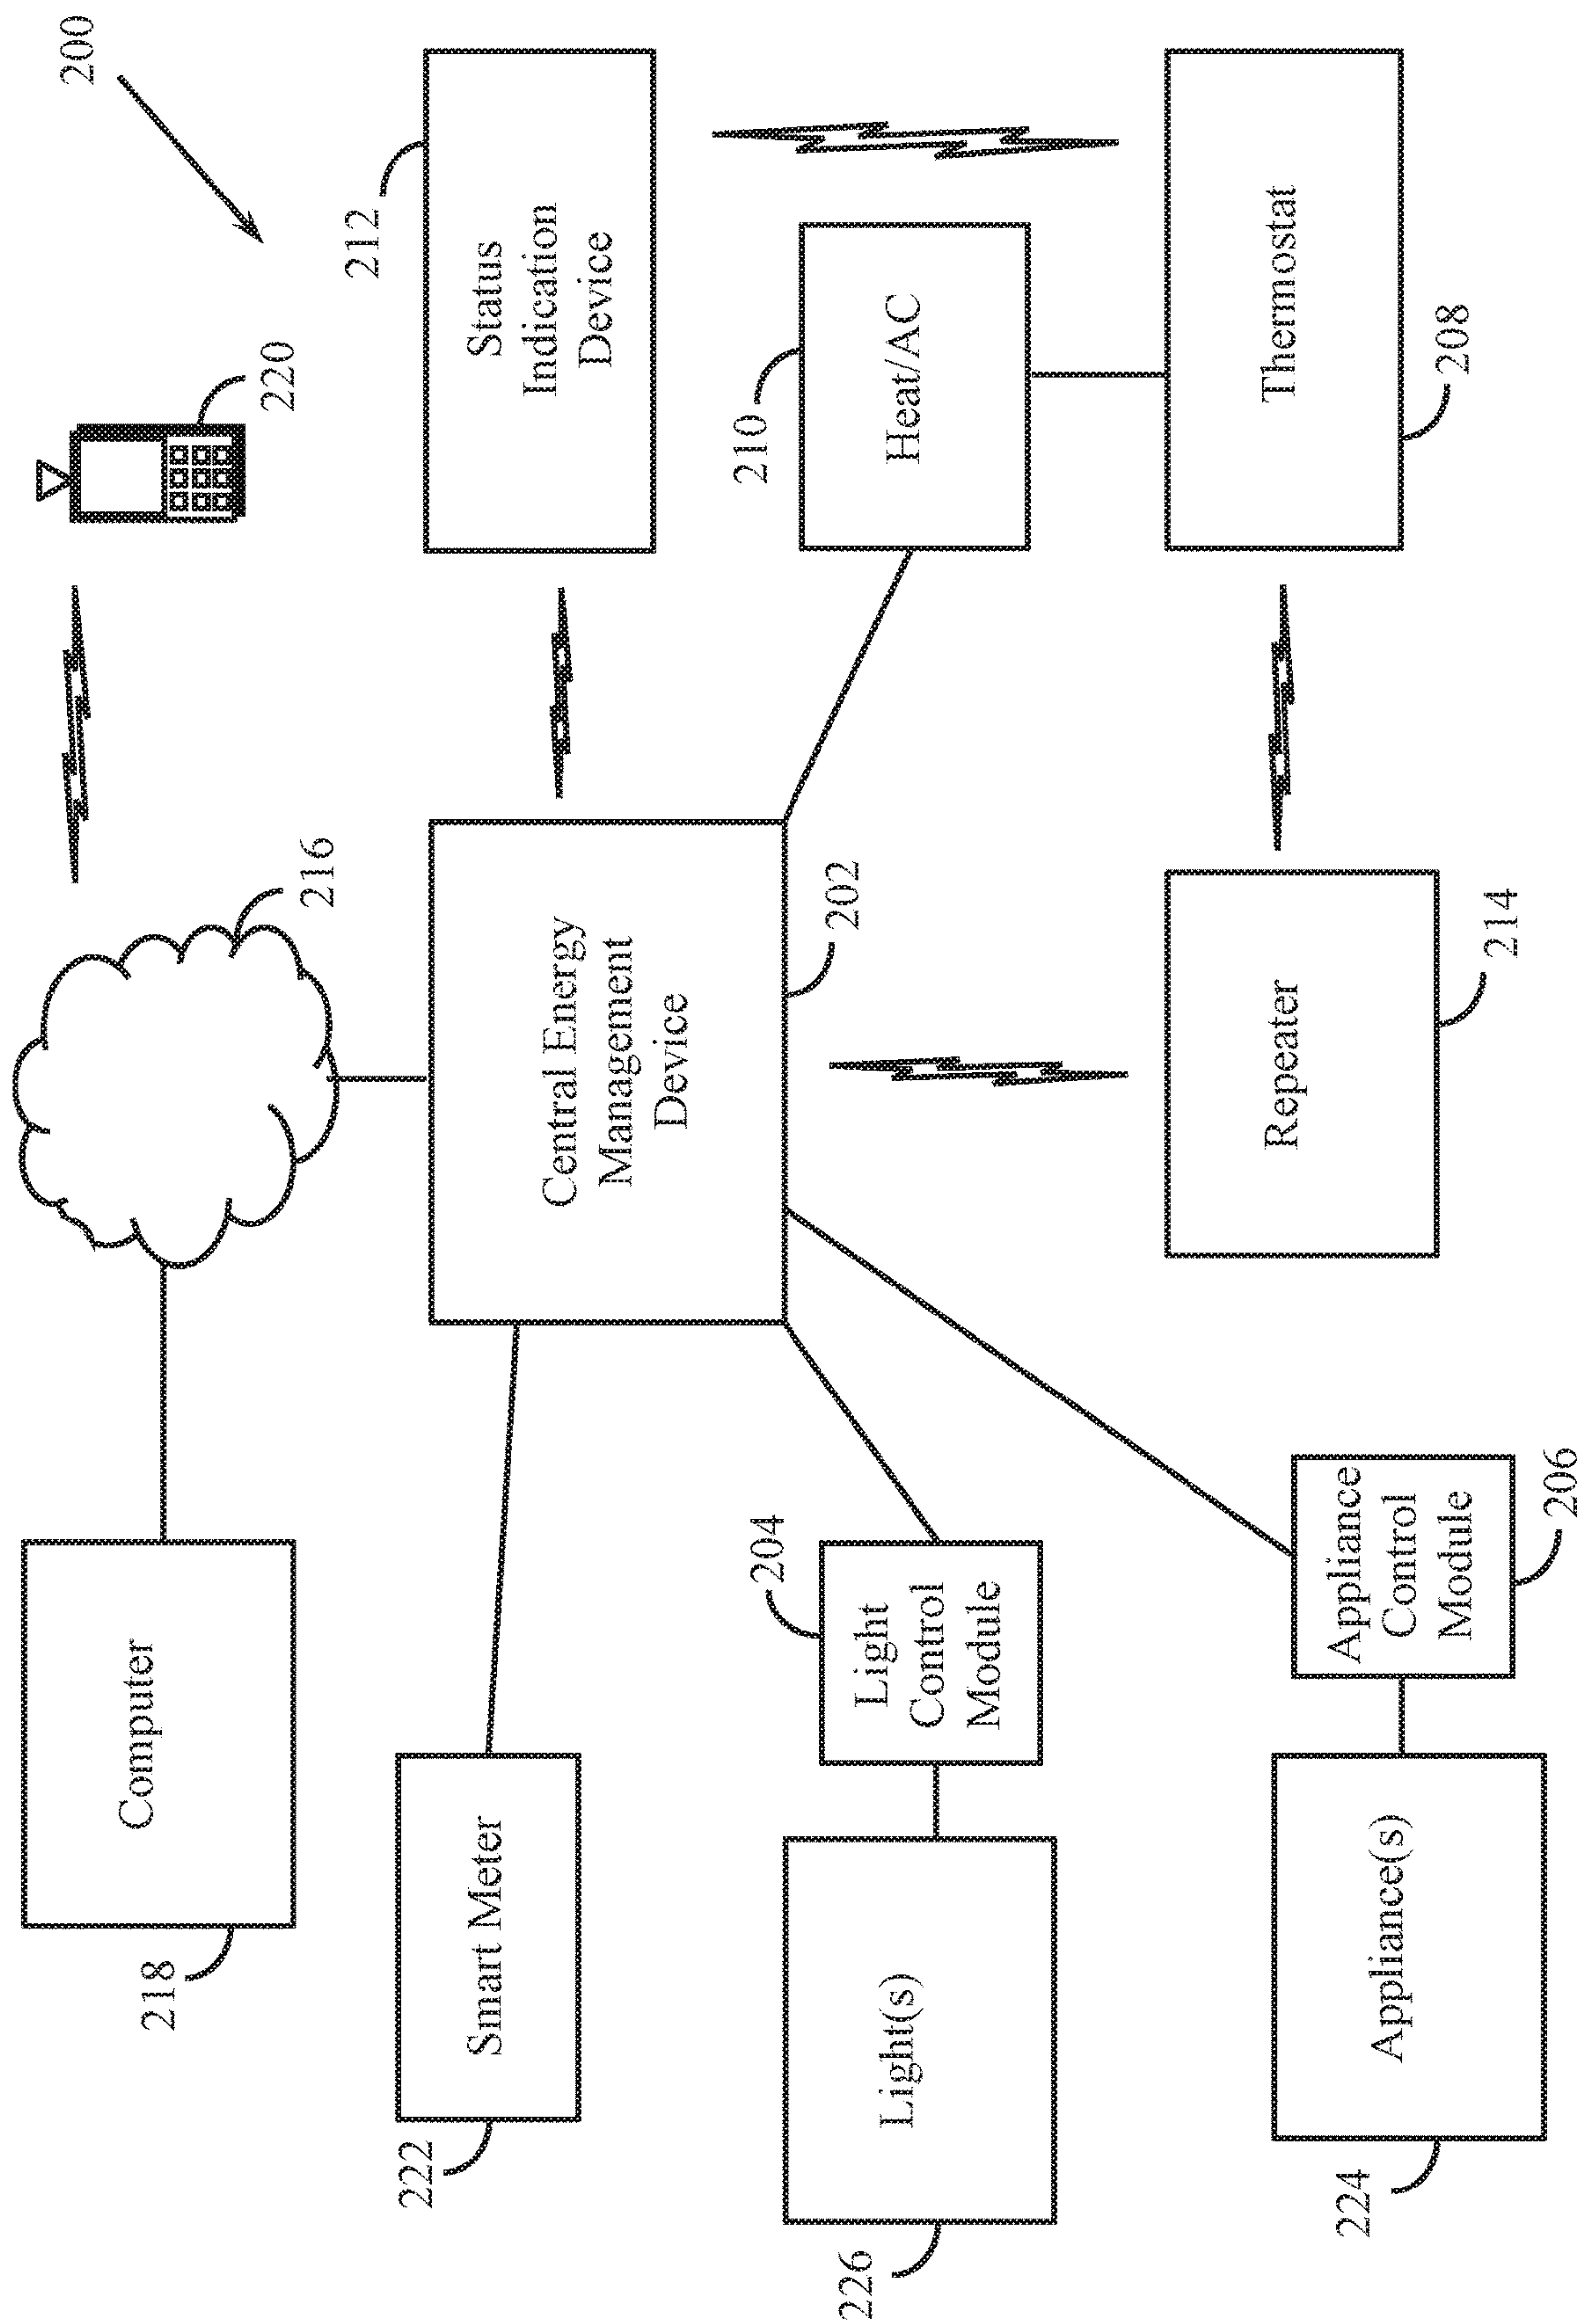 200
220
216
Computer
218
212
Status
Indication
Device
Central Energy
Management
Device
202
Smart Meter
222
210
Heat/AC
204
Light
Control
Module
Light(s)
226
Thermostat
208
Repeater
214
Appliance
Control
Module
206
Appliance(s)
224